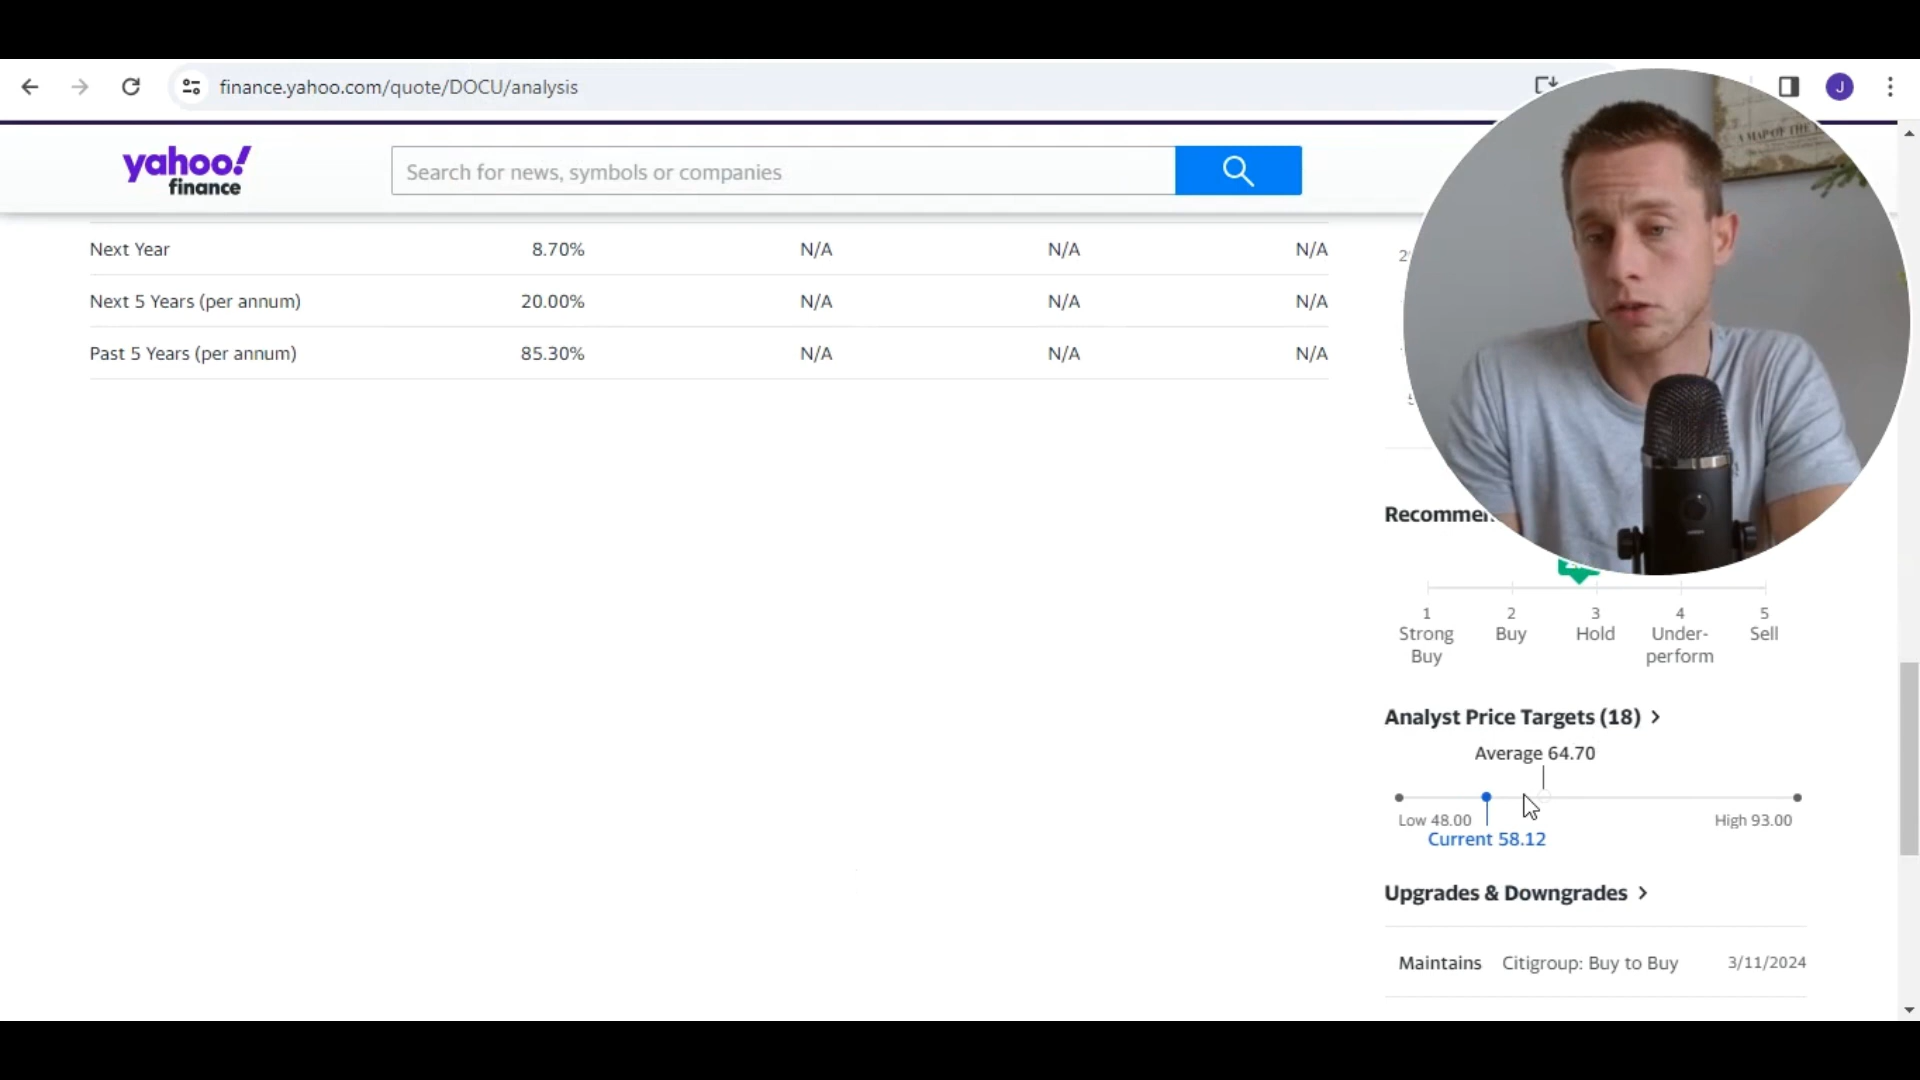 finance.yahoo.com/quote/DOCU/analysis
J
yahoo!
finance
Search for news, symbols or companies
A MAP OF THE
Next Year 8.70% N/A N/A N/A
Next 5 Years (per annum) 20.00% N/A N/A N/A
Past 5 Years (per annum) 85.30% N/A N/A N/A
1 2 3 4 5
Strong Buy Hold Under- Sell
Buy perform
Analyst Price Targets (18) >
Average 64.70
Low 48.00 High 93.00
Current 58.12
Upgrades & Downgrades >
Maintains Citigroup: Buy to Buy 3/11/2024